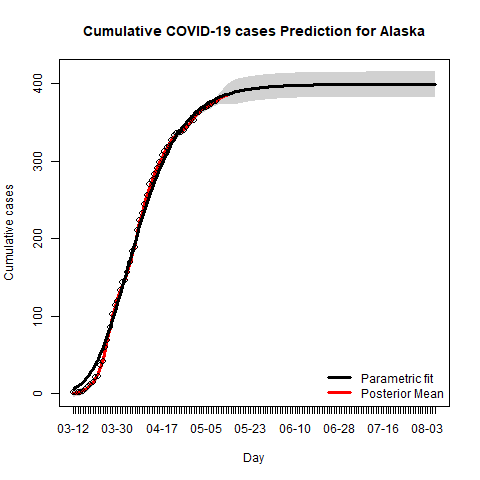 Cumulative COVID-19 cases Prediction for Alaska
Cumulative cases
400
300
200
100
0
Parametric fit
Posterior Mean
03-12 03-30 04-17 05-05 05-23 06-10 06-28 07-16 08-03
Day